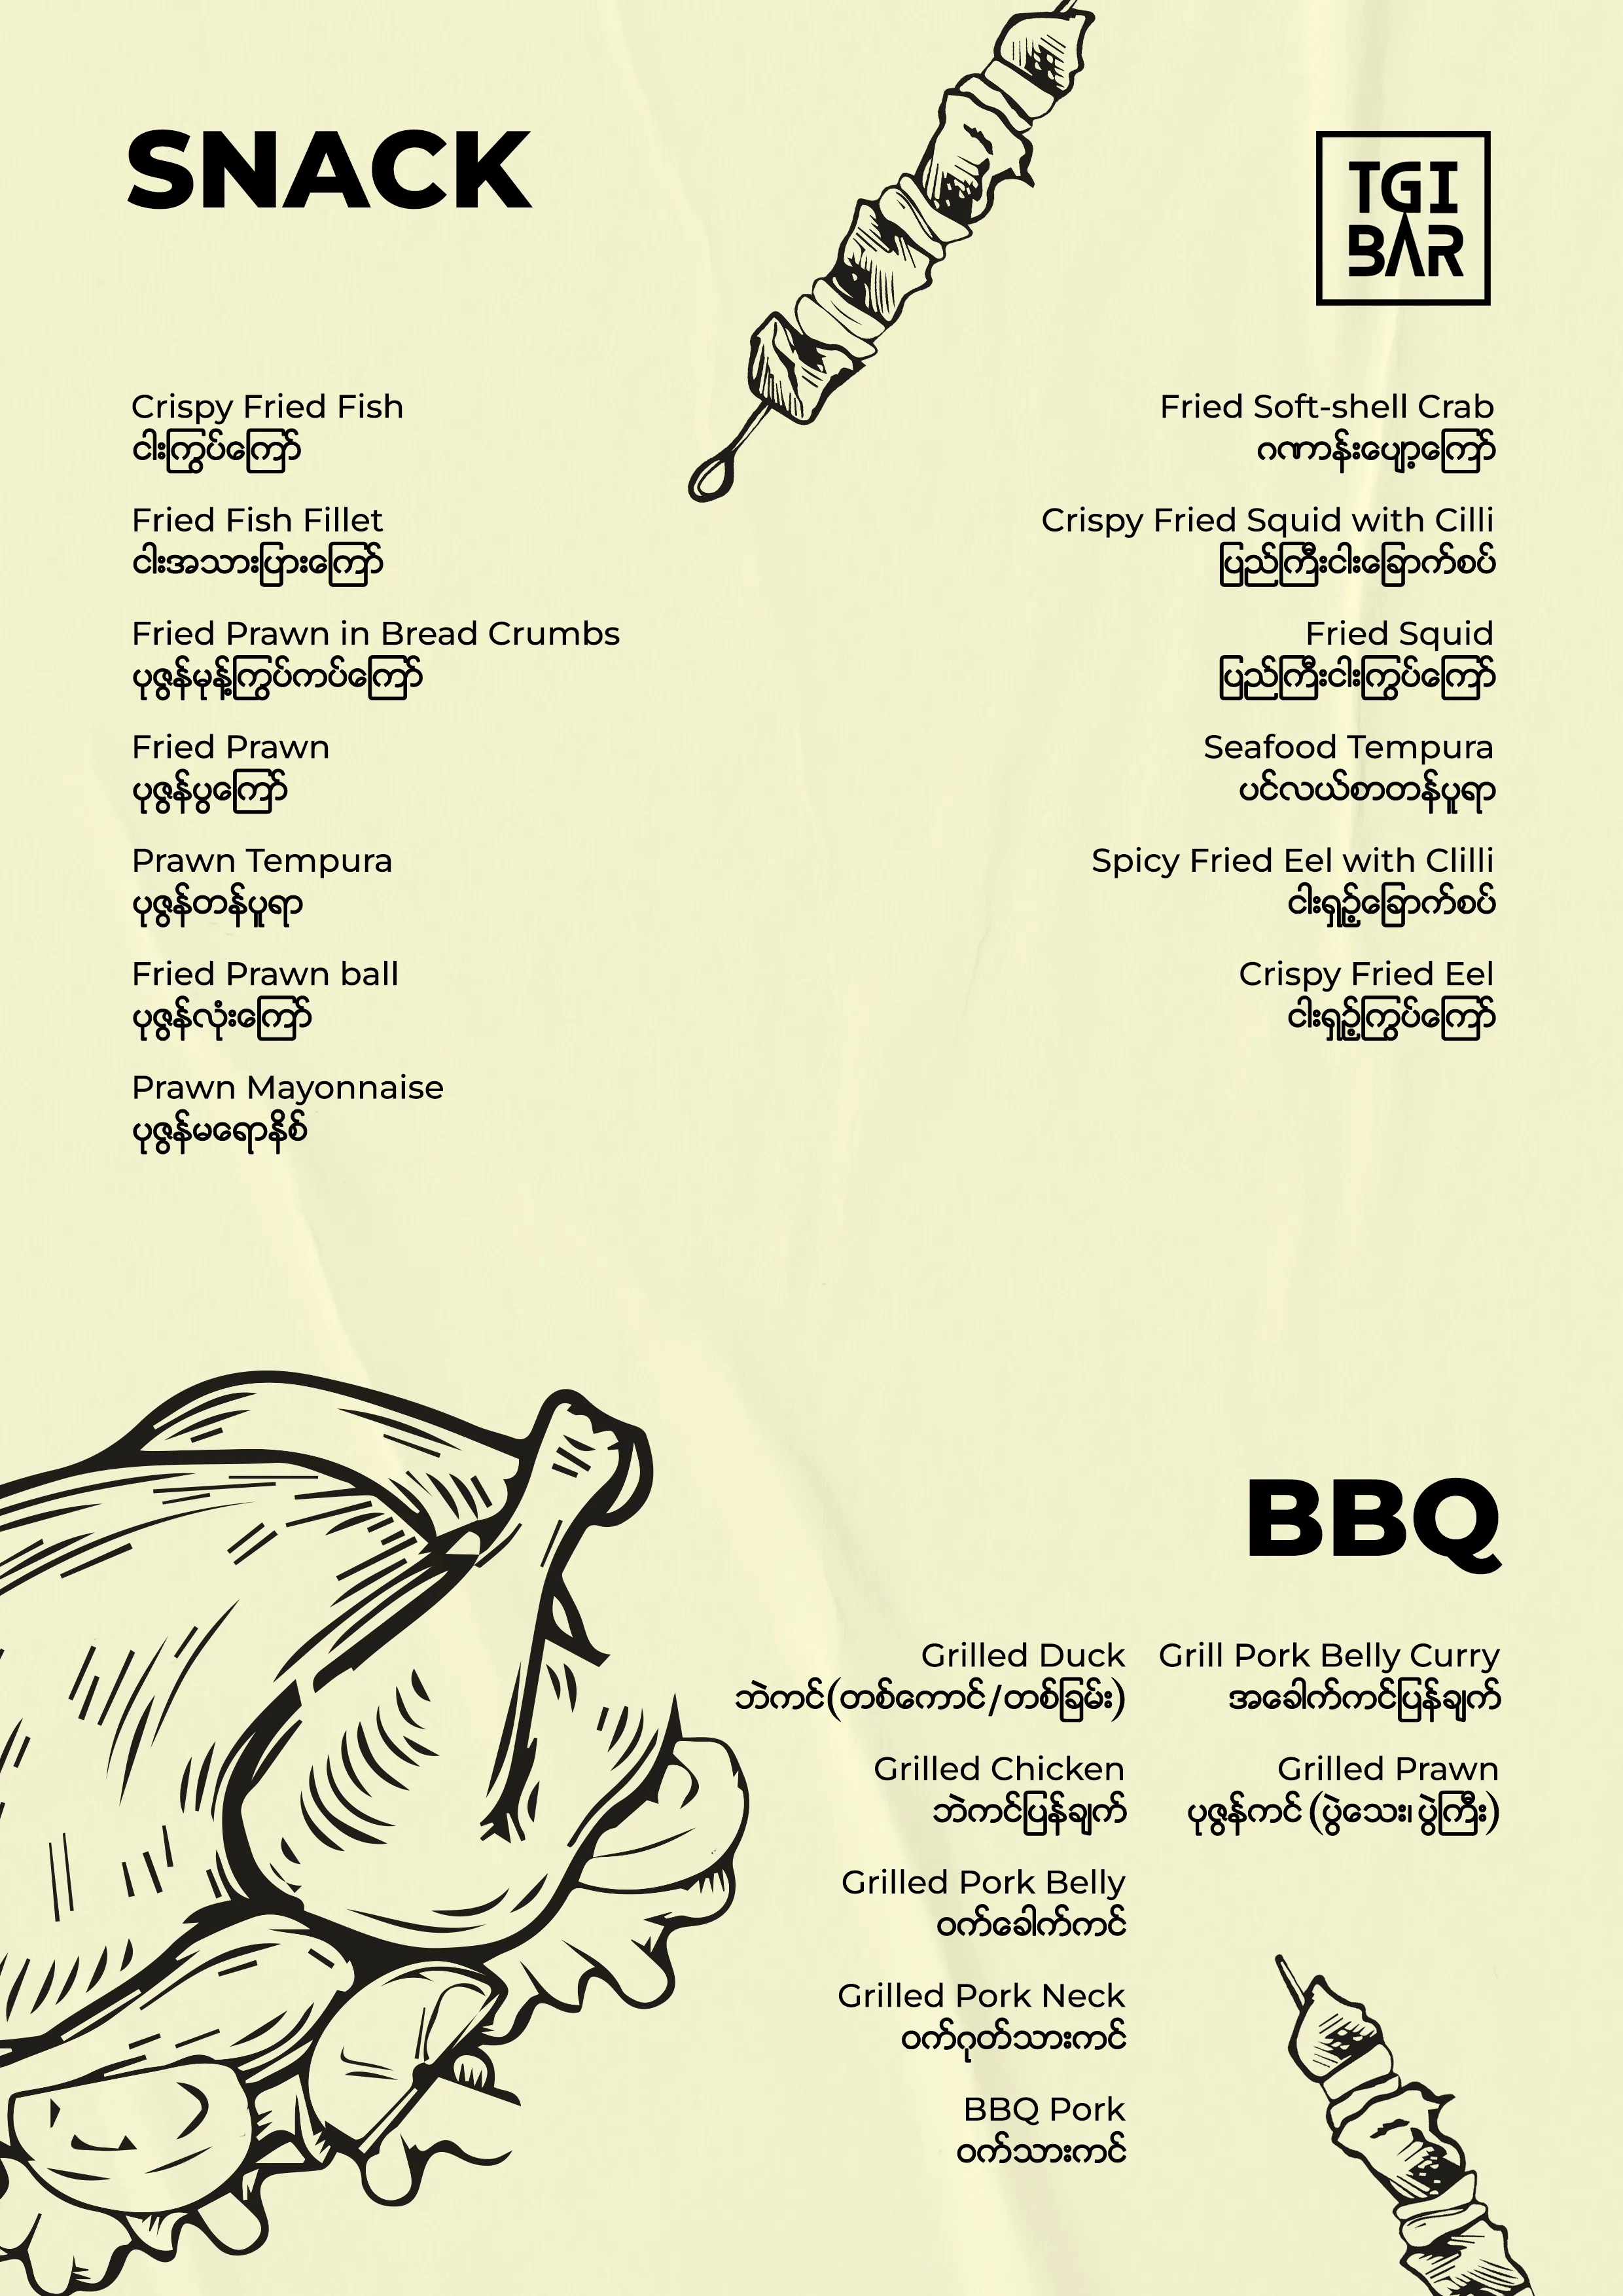 SNACK
TGI
BAR
Crispy Fried Fish
ငါးကြွပ်ကြော်
Fried Fish Fillet
ငါးအသားပြားကြော်
Fried Prawn in Bread Crumbs
ပုဇွန်မုန့်ကြွပ်ကပ်ကြော်
Fried Prawn
ပုဇွန်ပွကြော်
Prawn Tempura
ပုဇွန်တန်ပူရာ
Fried Prawn ball
ပုဇွန်လုံးကြော်
Prawn Mayonnaise
ပုဇွန်မရောနိစ်
Fried Soft-shell Crab
ဂဏာန်းပျော့ကြော်
Crispy Fried Squid with Cilli
ပြည်ကြီးငါးခြောက်စပ်
Fried Squid
ပြည်ကြီးငါးကြွပ်ကြော်
Seafood Tempura
ပင်လယ်စာတန်ပူရာ
Spicy Fried Eel with Clilli
ငါးရှဉ့်ခြောက်စပ်
Crispy Fried Eel
ငါးရှဉ့်ကြွပ်ကြော်
BBQ
Grilled Duck
ဘဲကင်(တစ်ကောင်/တစ်ခြမ်း)
Grilled Chicken
ဘဲကင်ပြန်ချက်
Grilled Pork Belly
ဝက်ခေါက်ကင်
Grilled Pork Neck
ဝက်ဂုတ်သားကင်
BBQ Pork
ဝက်သားကင်
Grill Pork Belly Curry
အခေါက်ကင်ပြန်ချက်
Grilled Prawn
ပုဇွန်ကင် (ပွဲသေး၊ ပွဲကြီး)